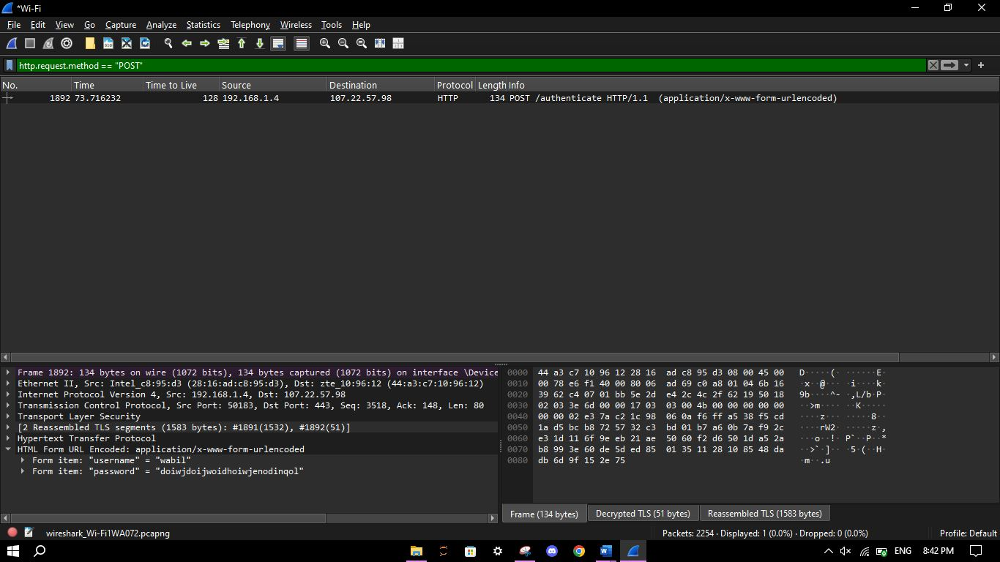 *Wi-Fi
File Edit View Go Capture Analyze Statistics Telephony Wireless Tools Help
http.request.method == "POST"
No. Time Time to Live Source Destination Protocol Length Info
1892 73.716232 128 192.168.1.4 107.22.57.98 HTTP 134 POST /authenticate HTTP/1.1 (application/x-www-form-urlencoded)
Frame 1892: 134 bytes on wire (1072 bits), 134 bytes captured (1072 bits) on interface \Device
Ethernet II, Src: Intel_c8:95:d3 (28:16:ad:c8:95:d3), Dst: zte_10:96:12 (44:a3:c7:10:96:12)
Internet Protocol Version 4, Src: 192.168.1.4, Dst: 107.22.57.98
Transmission Control Protocol, Src Port: 50183, Dst Port: 443, Seq: 3518, Ack: 148, Len: 80
Transport Layer Security
[2 Reassembled TLS segments (1583 bytes): #1891(1532), #1892(51)]
Hypertext Transfer Protocol
HTML Form URL Encoded: application/x-www-form-urlencoded
Form item: "username" = "wabil"
Form item: "password" = "doiwjdoijwoidhoiwjenodinqol"
0000 44 a3 c7 10 96 12 28 16 ad c8 95 d3 08 00 45 00 D·····(· ······E·
0010 00 78 e6 f1 40 00 80 06 ad 69 c0 a8 01 04 6b 16 ·x··@··· ·i····k·
0020 39 62 c4 07 01 bb 5e 2d e4 2c 4c 2f 62 19 50 18 9b····^- ·,L/b·P·
0030 02 03 3e 6d 00 00 17 03 03 00 4b 00 00 00 00 00 ··>m···· ··K·····
0040 00 00 02 e3 7a c2 1c 98 06 0a f6 ff a5 38 f5 cd ····z··· ·····8··
0050 1a d5 bc b8 72 57 32 c3 bd 01 b7 a6 0b 7a f9 2c ····rW2· ·····z·,
0060 e3 1d 11 6f 9e eb 21 ae 50 60 f2 d6 50 1d a5 2a ···o··!· P`··P··*
0070 b8 99 3e 60 de 5d ed 85 01 35 11 28 10 85 48 da ··>`·]·· ·5·(··H·
0080 db 6d 9f 15 2e 75 ·m··.u
Frame (134 bytes) Decrypted TLS (51 bytes) Reassembled TLS (1583 bytes)
wireshark_Wi-Fi1WA072.pcapng Packets: 2254 · Displayed: 1 (0.0%) · Dropped: 0 (0.0%) Profile: Default
ENG 8:42 PM